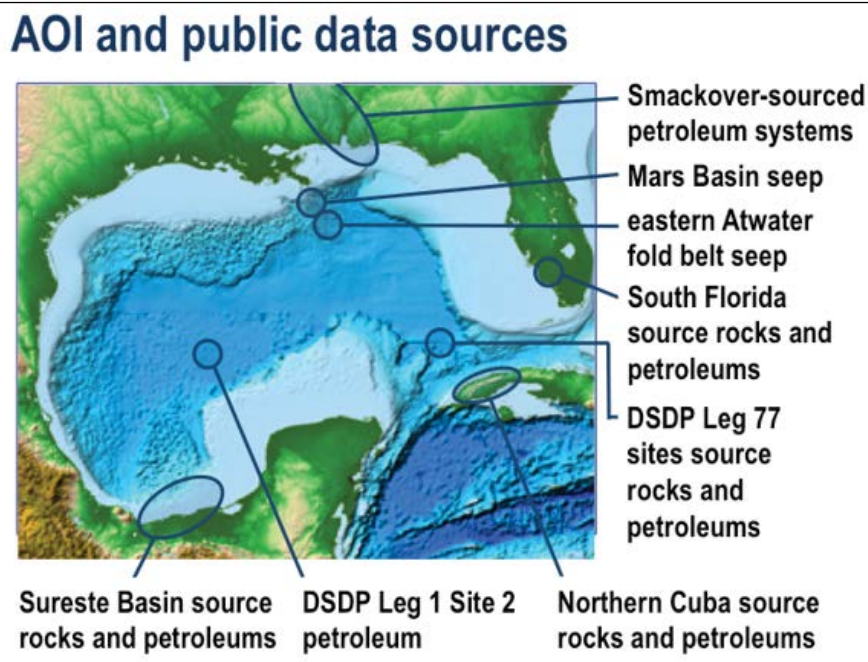 AOI and public data sources
Smackover-sourced
petroleum systems
Mars Basin seep
eastern Atwater
fold belt seep
South Florida
source rocks and
petroleums
DSDP Leg 77
sites source
rocks and
petroleums
Sureste Basin source
rocks and petroleums
DSDP Leg 1 Site 2
petroleum
Northern Cuba source
rocks and petroleums